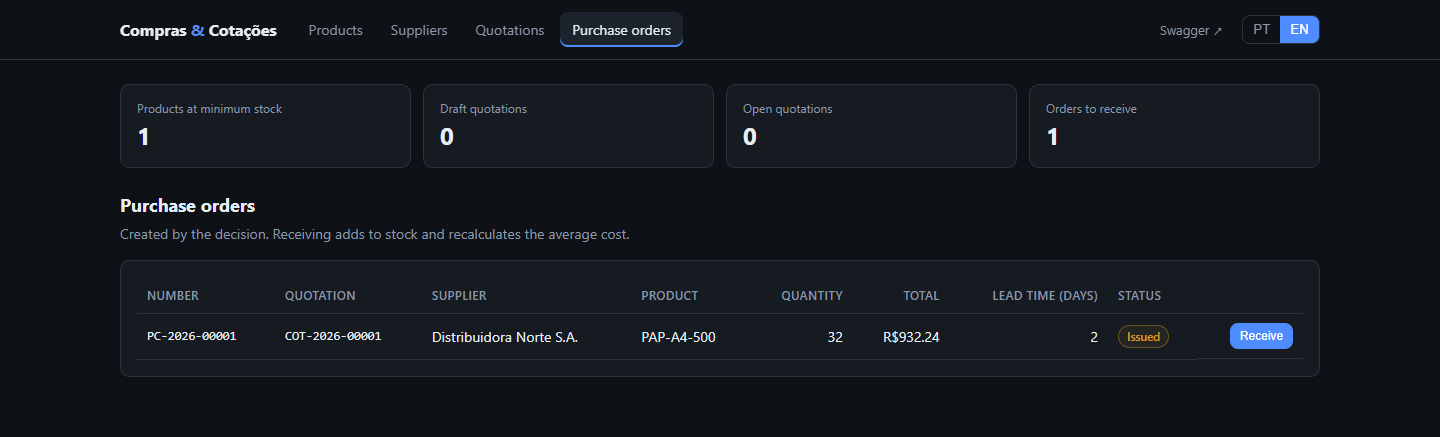 Compras & Cotações Products Suppliers Quotations Purchase orders Swagger ↗ PT EN
Products at minimum stock Draft quotations Open quotations Orders to receive
1 0 0 1
Purchase orders
Created by the decision. Receiving adds to stock and recalculates the average cost.
NUMBER QUOTATION SUPPLIER PRODUCT QUANTITY TOTAL LEAD TIME (DAYS) STATUS
PC-2026-00001 COT-2026-00001 Distribuidora Norte S.A. PAP-A4-500 32 R$932.24 2 Issued Receive